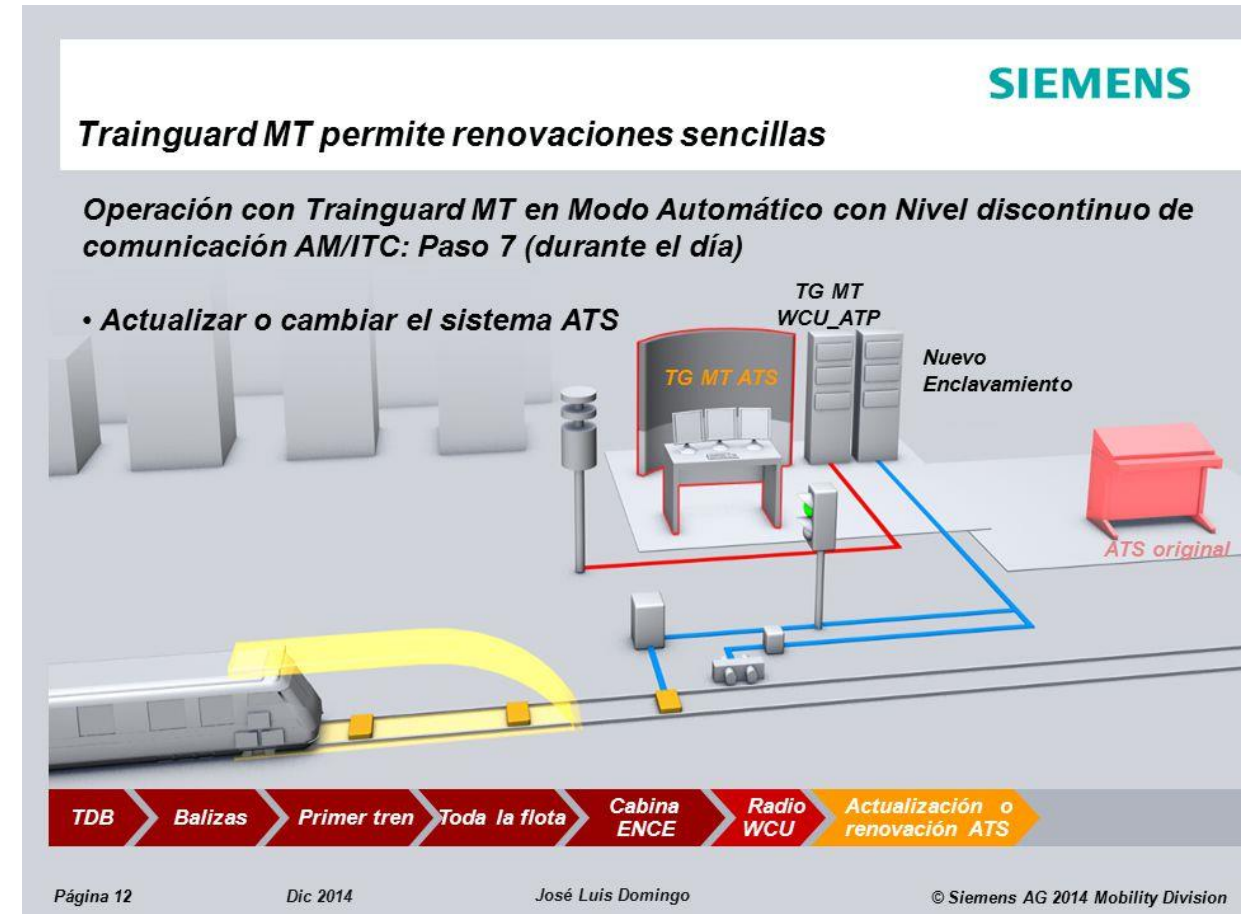 SIEMENS
Trainguard MT permite renovaciones sencillas
Operación con Trainguard MT en Modo Automático con Nivel discontinuo de
comunicación AM/ITC: Paso 7 (durante el día)
• Actualizar o cambiar el sistema ATS
TG MT
WCU_ATP
TG MT ATS
Nuevo
Enclavamiento
ATS original
TDB
Balizas
Primer tren
Toda la flota
Cabina
ENCE
Radio
WCU
Actualización o
renovación ATS
Página 12
Dic 2014
José Luis Domingo
© Siemens AG 2014 Mobility Division